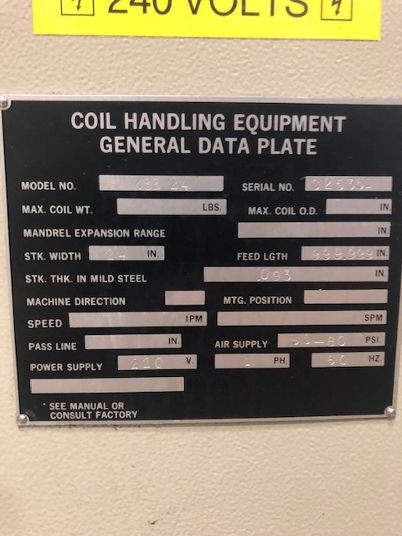 240 VOLTS
COIL HANDLING EQUIPMENT
GENERAL DATA PLATE
MODEL NO. SERIAL NO.
MAX. COIL WT. LBS. MAX. COIL O.D. IN.
MANDREL EXPANSION RANGE IN.
STK. WIDTH 24 IN. FEED LGTH 999.999 IN.
STK. THK. IN MILD STEEL .093 IN.
MACHINE DIRECTION MTG. POSITION
SPEED IPM SPM
PASS LINE IN. AIR SUPPLY PSI.
POWER SUPPLY 220 V. 1 PH 60 HZ.
*SEE MANUAL OR
CONSULT FACTORY